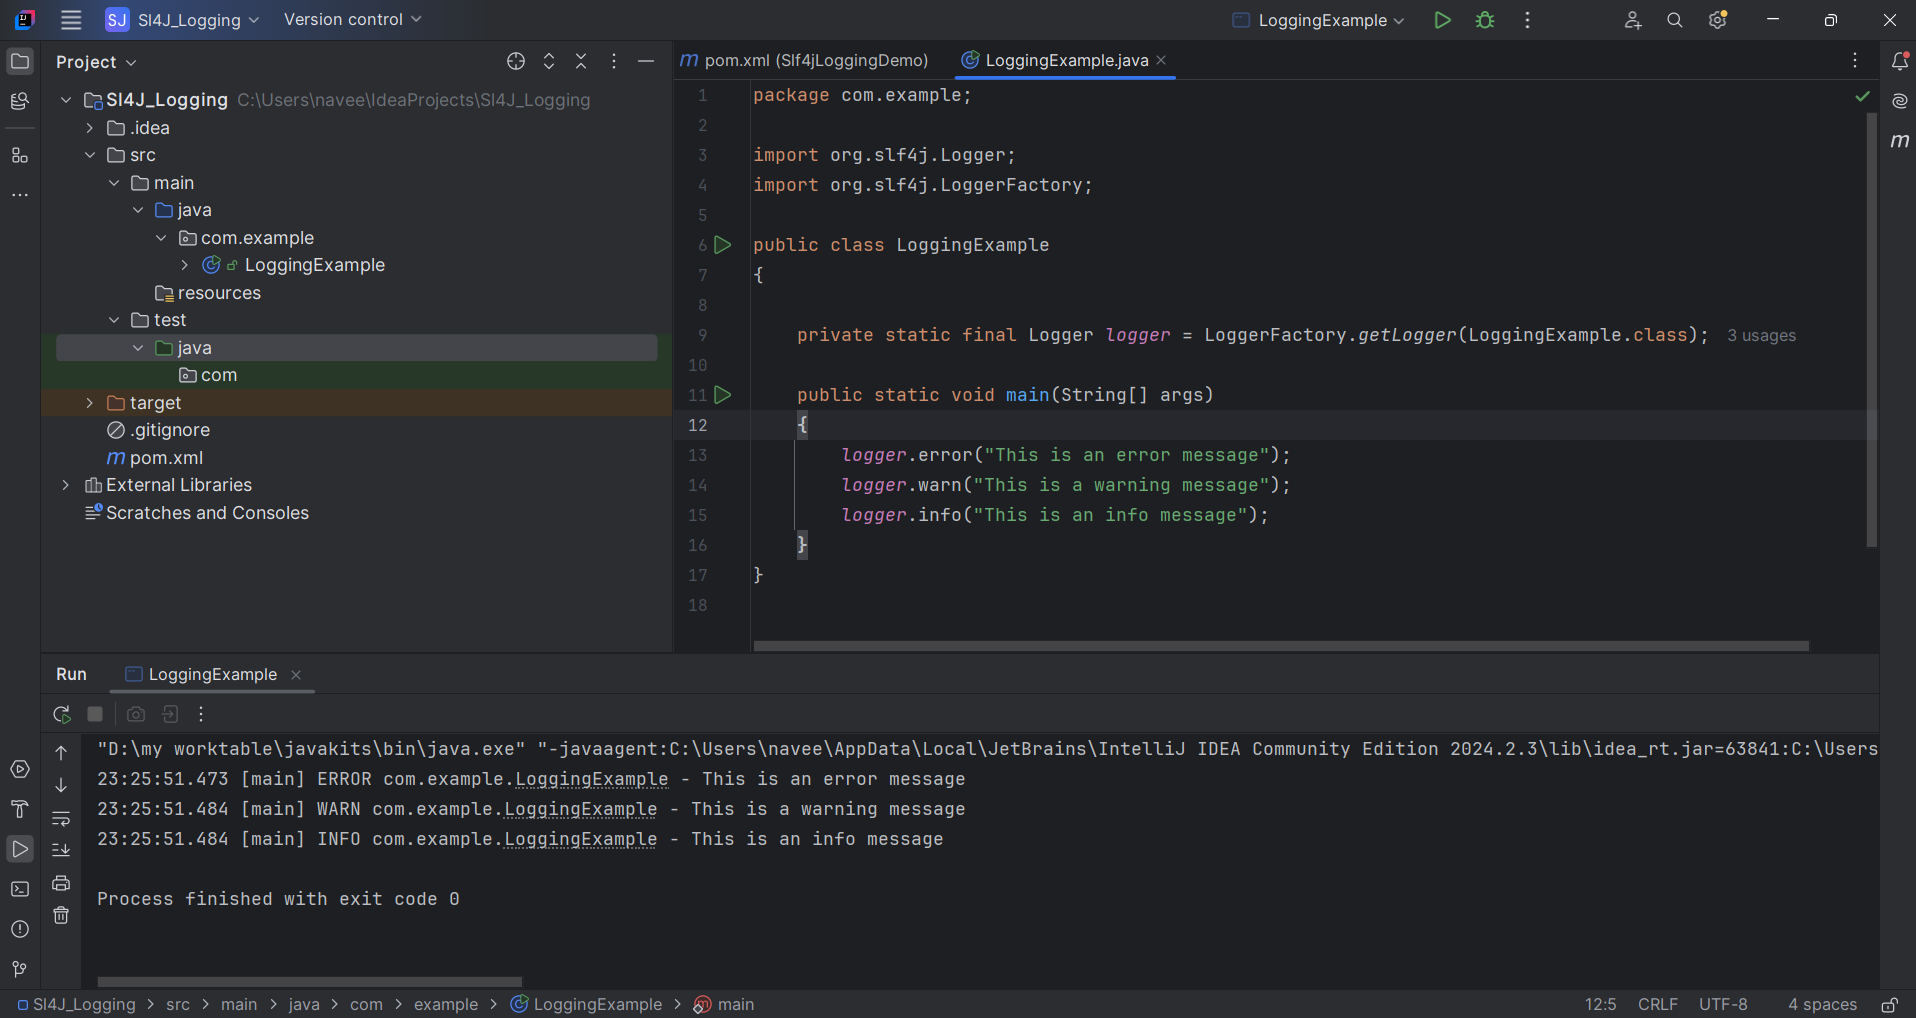 SJ Sl4J_Logging Version control LoggingExample
Project
Sl4J_Logging C:\Users\navee\IdeaProjects\Sl4J_Logging
.idea
src
main
java
com.example
LoggingExample
resources
test
java
com
target
.gitignore
m pom.xml
External Libraries
Scratches and Consoles
m pom.xml (Slf4jLoggingDemo) LoggingExample.java
1 package com.example;
2
3 import org.slf4j.Logger;
4 import org.slf4j.LoggerFactory;
5
6 public class LoggingExample
7 {
8
9 private static final Logger logger = LoggerFactory.getLogger(LoggingExample.class); 3 usages
10
11 public static void main(String[] args)
12 {
13 logger.error("This is an error message");
14 logger.warn("This is a warning message");
15 logger.info("This is an info message");
16 }
17 }
18
m
Run LoggingExample
"D:\my worktable\javakits\bin\java.exe" "-javaagent:C:\Users\navee\AppData\Local\JetBrains\IntelliJ IDEA Community Edition 2024.2.3\lib\idea_rt.jar=63841:C:\Users
23:25:51.473 [main] ERROR com.example.LoggingExample - This is an error message
23:25:51.484 [main] WARN com.example.LoggingExample - This is a warning message
23:25:51.484 [main] INFO com.example.LoggingExample - This is an info message
Process finished with exit code 0
Sl4J_Logging > src > main > java > com > example > LoggingExample > m main 12:5 CRLF UTF-8 4 spaces